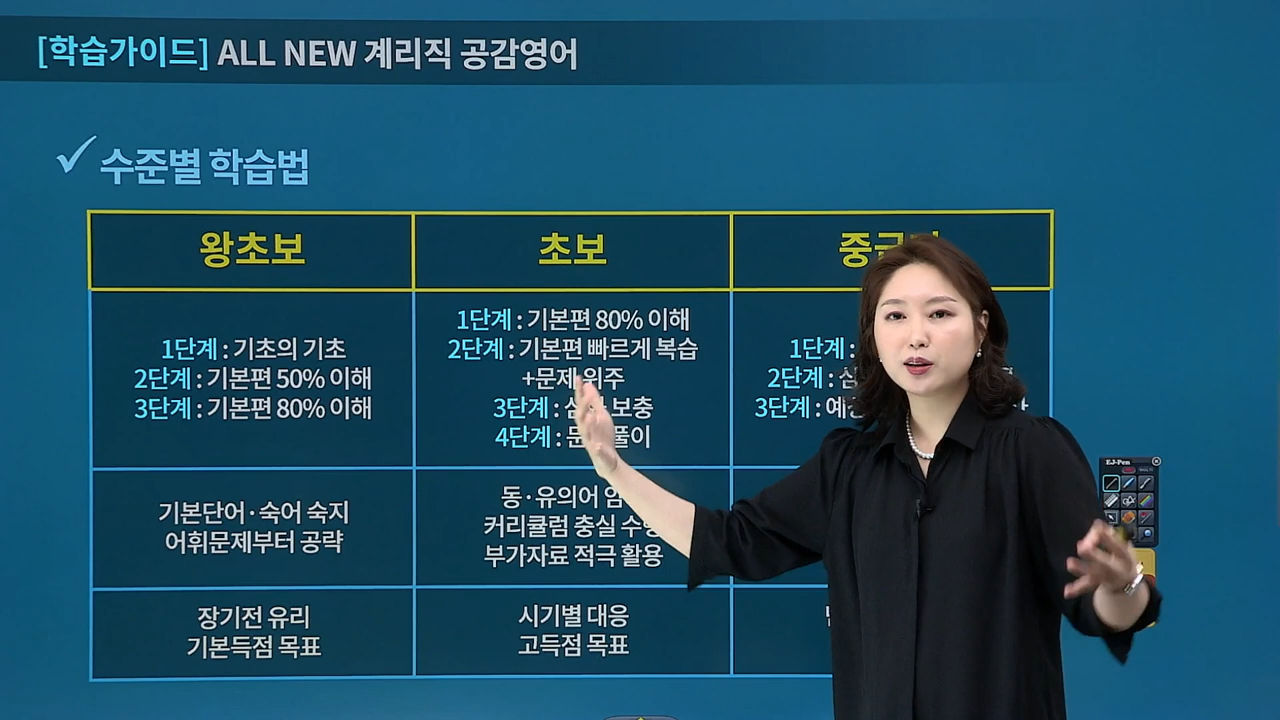 [학습가이드] ALL NEW 계리직 공감영어
수준별 학습법
왕초보
초보
1단계 : 기초의 기초
2단계 : 기본편 50% 이해
3단계 : 기본편 80% 이해
1단계 : 기본편 80% 이해
2단계 : 기본편 빠르게 복습
+문제 위주
3단계 : 보충
4단계 :
1단계 :
2단계 :
3단계 :
기본단어·숙어 숙지
어휘문제부터 공략
동·유의어
커리큘럼 충실
부가자료 적극 활용
장기전 유리
기본득점 목표
시기별 대응
고득점 목표
EJ-Pen